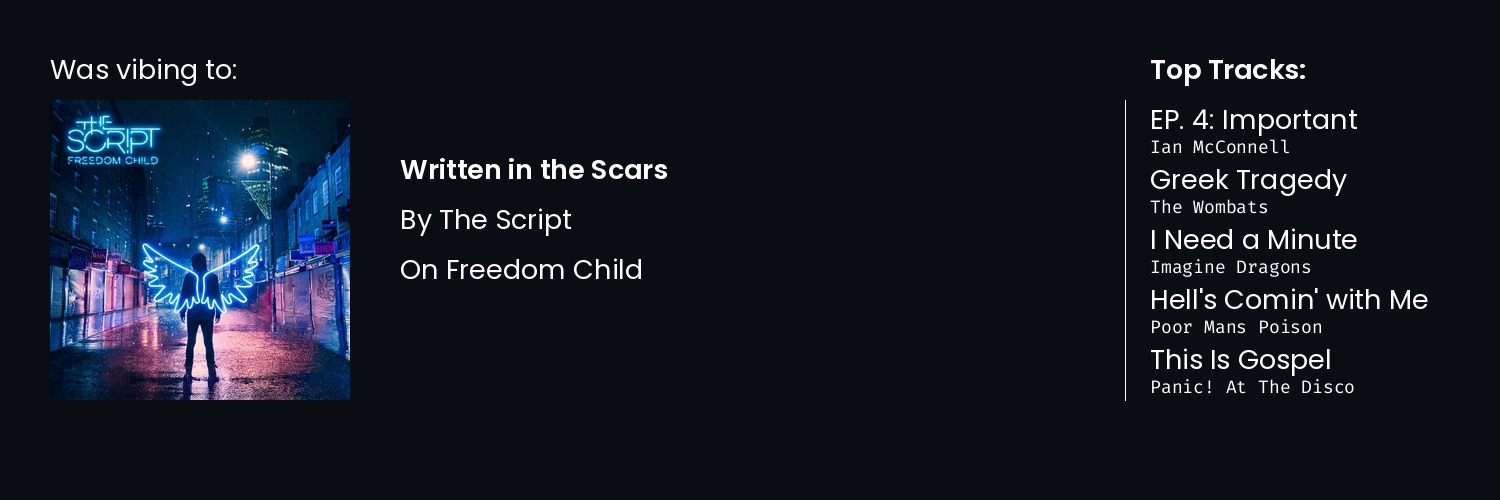 Was vibing to:
THE
SCRIPT
FREEDOM CHILD
Written in the Scars
By The Script
On Freedom Child
Top Tracks:
EP. 4: Important
Ian McConnell
Greek Tragedy
The Wombats
I Need a Minute
Imagine Dragons
Hell's Comin' with Me
Poor Mans Poison
This Is Gospel
Panic! At The Disco